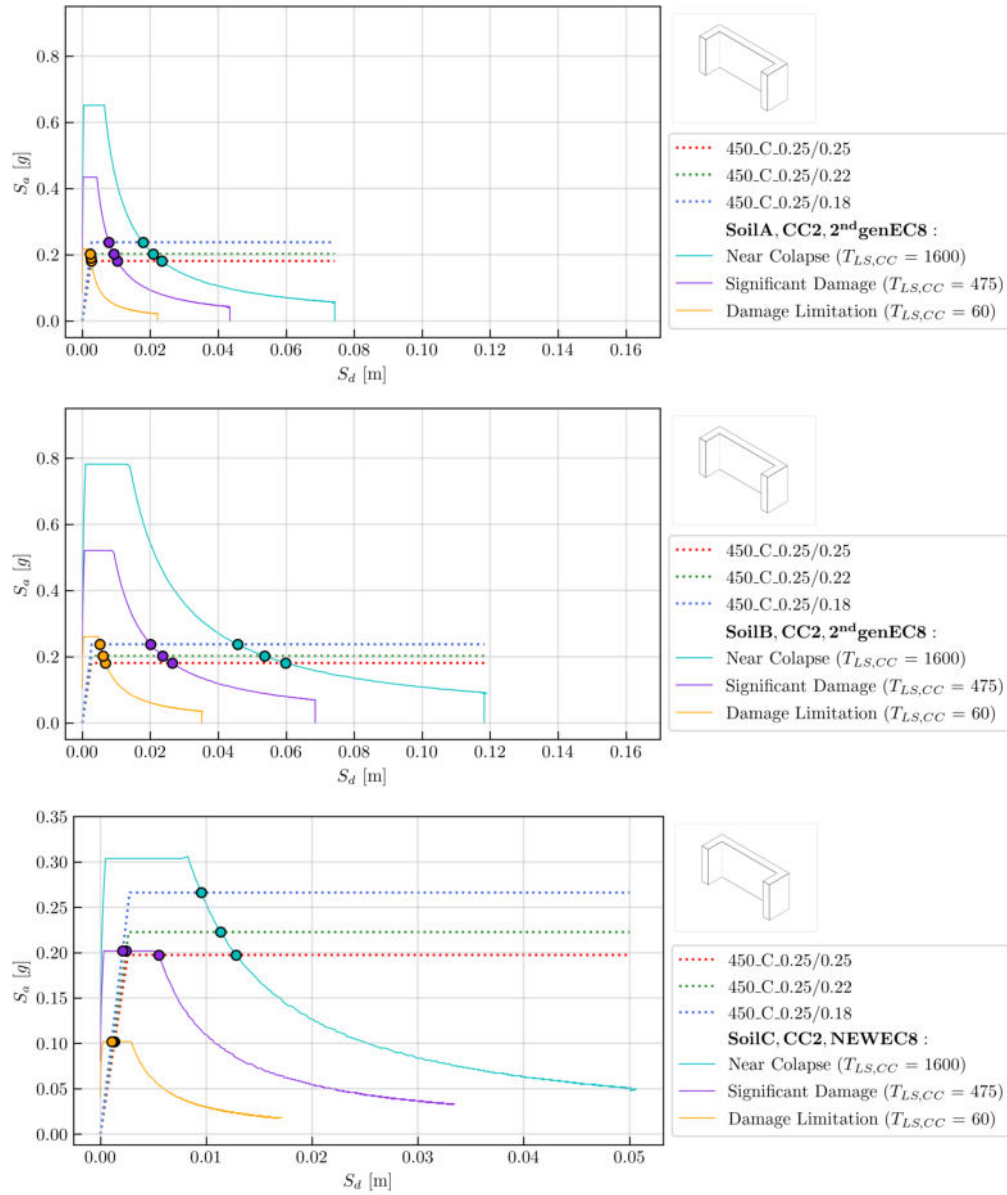 0.8
0.6
0.4
0.2
0.0
S_a [g]
0.00 0.02 0.04 0.06 0.08 0.10 0.12 0.14 0.16
S_d [m]
450_C_0.25/0.25
450_C_0.25/0.22
450_C_0.25/0.18
SoilA, CC2, 2ndgenEC8 :
Near Colapse (T_LS,CC = 1600)
Significant Damage (T_LS,CC = 475)
Damage Limitation (T_LS,CC = 60)
0.8
0.6
0.4
0.2
0.0
S_a [g]
0.00 0.02 0.04 0.06 0.08 0.10 0.12 0.14 0.16
S_d [m]
450_C_0.25/0.25
450_C_0.25/0.22
450_C_0.25/0.18
SoilB, CC2, 2ndgenEC8 :
Near Colapse (T_LS,CC = 1600)
Significant Damage (T_LS,CC = 475)
Damage Limitation (T_LS,CC = 60)
0.35
0.30
0.25
0.20
0.15
0.10
0.05
0.00
S_a [g]
0.00 0.01 0.02 0.03 0.04 0.05
S_d [m]
450_C_0.25/0.25
450_C_0.25/0.22
450_C_0.25/0.18
SoilC, CC2, NEWEC8 :
Near Colapse (T_LS,CC = 1600)
Significant Damage (T_LS,CC = 475)
Damage Limitation (T_LS,CC = 60)